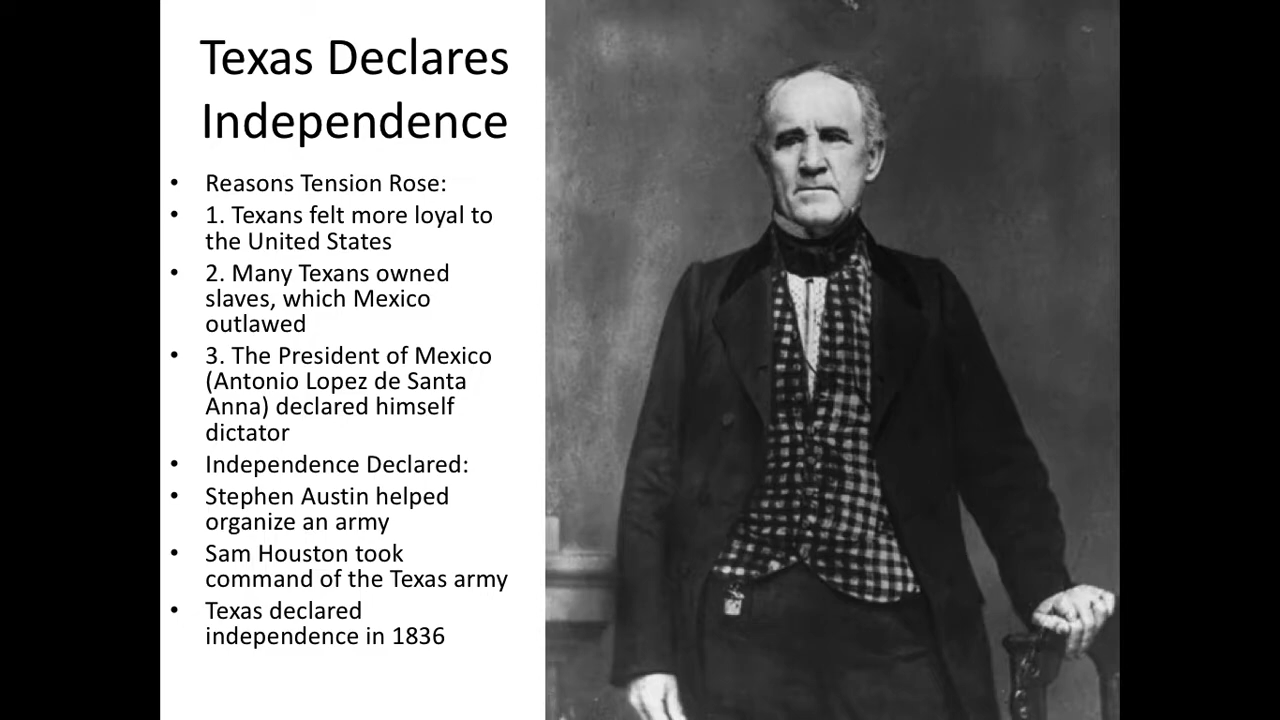 Texas Declares
Independence
• Reasons Tension Rose:
• 1. Texans felt more loyal to
the United States
• 2. Many Texans owned
slaves, which Mexico
outlawed
• 3. The President of Mexico
(Antonio Lopez de Santa
Anna) declared himself
dictator
• Independence Declared:
• Stephen Austin helped
organize an army
• Sam Houston took
command of the Texas army
• Texas declared
independence in 1836